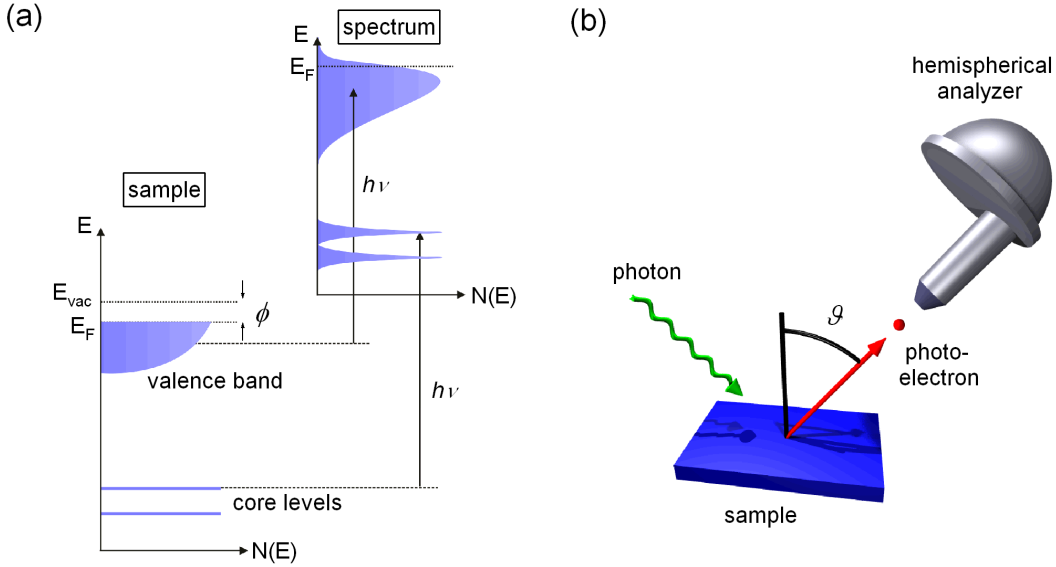 (a)
spectrum
E
E_F
hν
N(E)
sample
E
E_vac
E_F
ϕ
valence band
hν
core levels
N(E)
(b)
hemispherical
analyzer
photon
ϑ
photo-
electron
sample